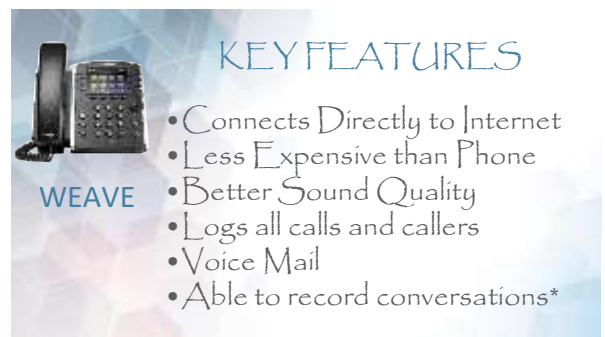 KEY FEATURES
•Connects Directly to Internet
•Less Expensive than Phone
•Better Sound Quality
•Logs all calls and callers
•Voice Mail
•Able to record conversations*
WEAVE